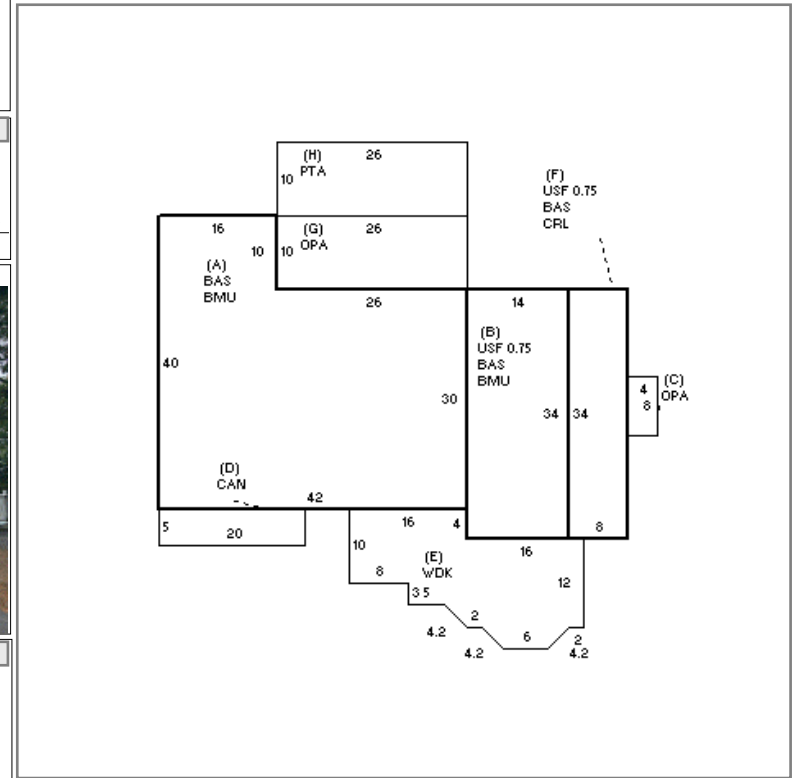 (H)
PTA
26
10
(F)
USF 0.75
BAS
CRL
16
(G)
OPA
26
10
10
(A)
BAS
BMU
26
14
(B)
USF 0.75
BAS
BMU
40
30
34
34
4
8
(C)
OPA
(D)
CAN
42
5
20
16
4
10
(E)
WDK
16
8
8
12
3 5
2
4.2
6
2
4.2
4.2